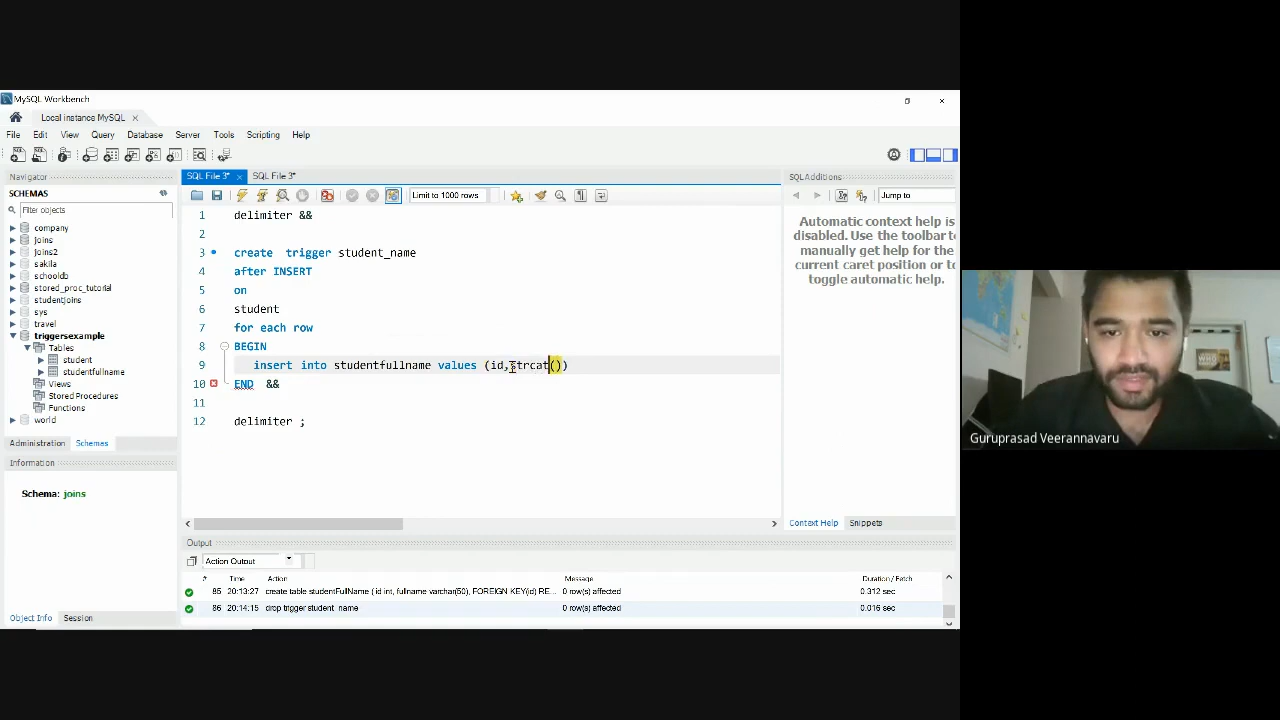 MySQL Workbench
Local instance MySQL
File Edit View Query Database Server Tools Scripting Help
Navigator
SCHEMAS
Filter objects
company
joins
joins2
sakila
schooldb
stored_proc_tutorial
studentjoins
sys
travel
triggersexample
Tables
student
studentfullname
Views
Stored Procedures
Functions
world
Administration Schemas
Information
Schema: joins
Object Info Session
SQL File 3* SQL File 3*
Limit to 1000 rows
1 delimiter &&
2
3 create trigger student_name
4 after INSERT
5 on
6 student
7 for each row
8 BEGIN
9 insert into studentfullname values (id,strcat())
10 END &&
11
12 delimiter ;
SQLAdditions
Jump to
Automatic context help is
disabled. Use the toolbar to
manually get help for the
current caret position or to
toggle automatic help.
Context Help Snippets
Output
Action Output
# Time Action Message Duration / Fetch
85 20:13:27 create table studentFullName ( id int, fullname varchar(50), FOREIGN KEY(id) RE... 0 row(s) affected 0.312 sec
86 20:14:15 drop trigger student_name 0 row(s) affected 0.016 sec
Guruprasad Veerannavaru